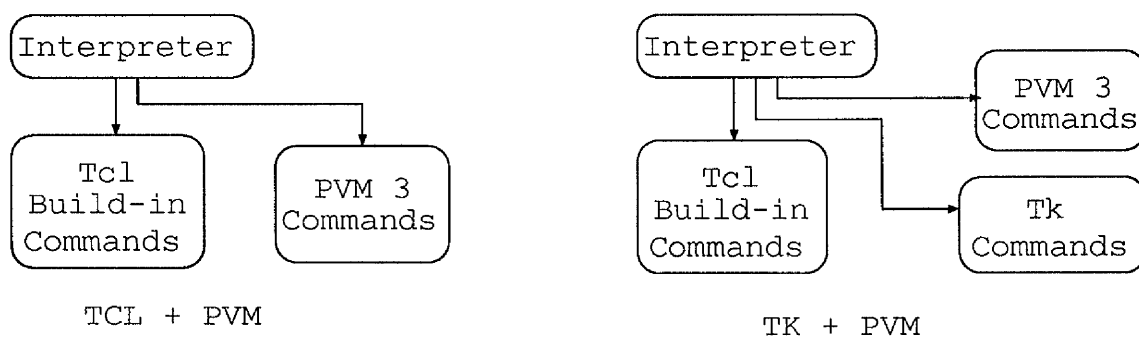 Interpreter
Tcl
Build-in
Commands
PVM 3
Commands
TCL + PVM
Interpreter
PVM 3
Commands
Tcl
Build-in
Commands
Tk
Commands
TK + PVM